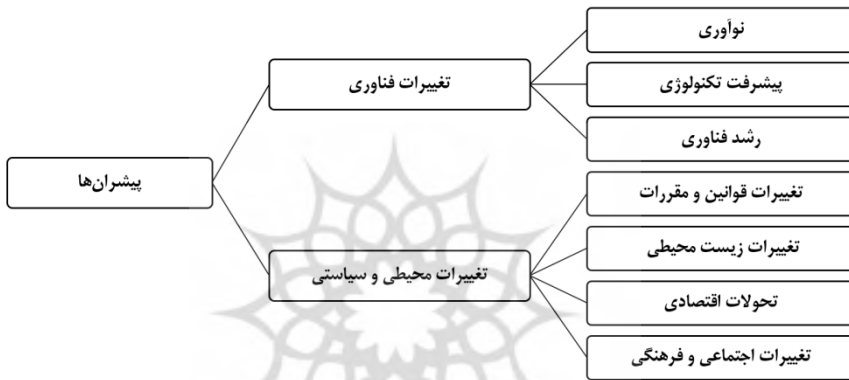 پیشران‌ها
تغییرات فناوری
نوآوری
پیشرفت تکنولوژی
رشد فناوری
تغییرات محیطی و سیاستی
تغییرات قوانین و مقررات
تغییرات زیست محیطی
تحولات اقتصادی
تغییرات اجتماعی و فرهنگی